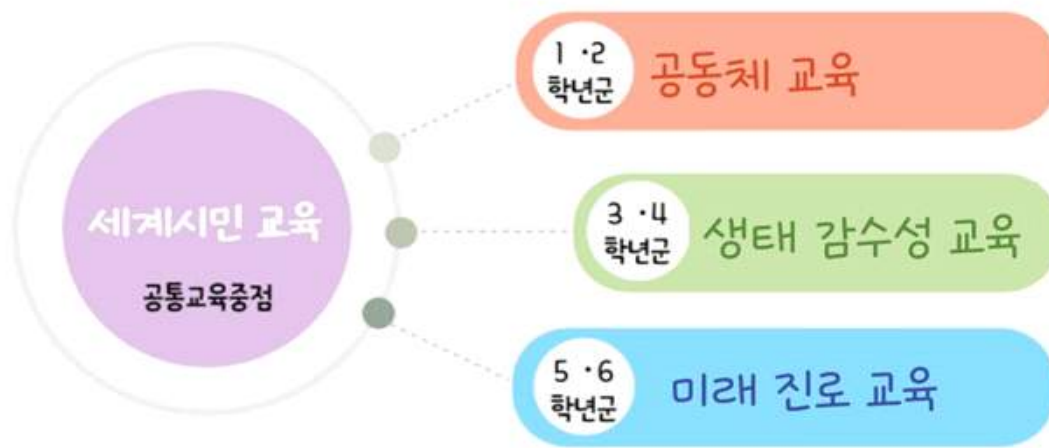 세계시민 교육
공통교육중점
1 ·2
학년군
공동체 교육
3 ·4
학년군
생태 감수성 교육
5 ·6
학년군
미래 진로 교육